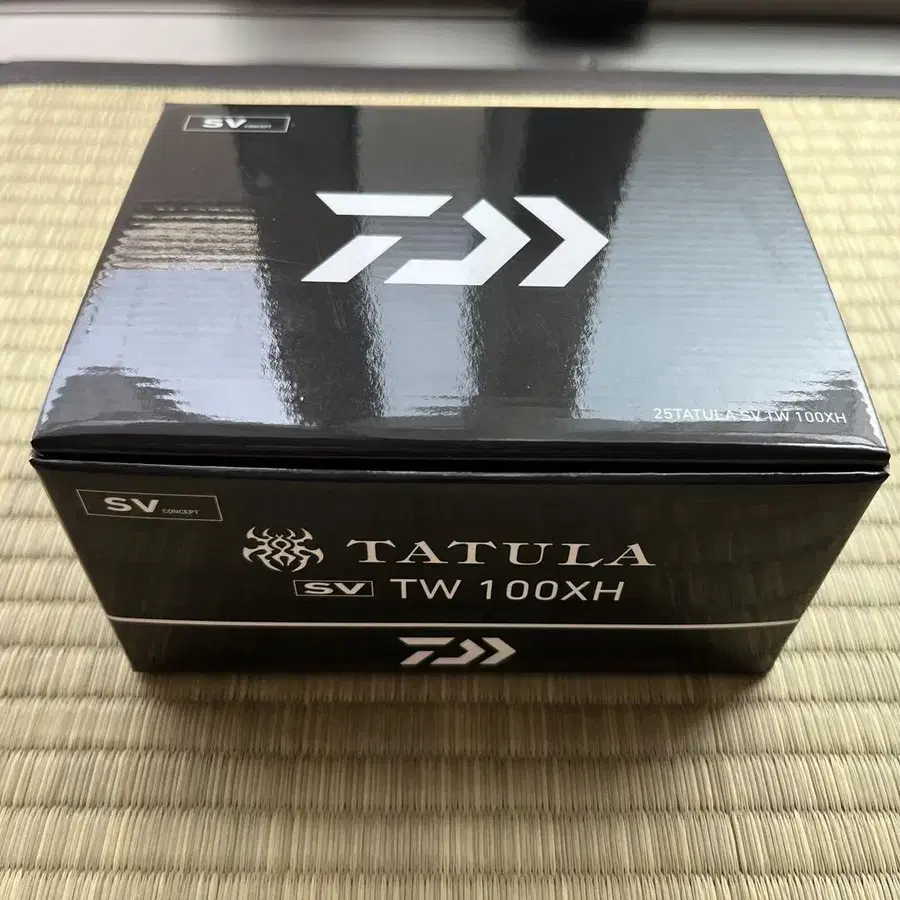 SV CONCEPT
25TATULA SV TW 100XH
SV CONCEPT
TATULA
SV TW 100XH